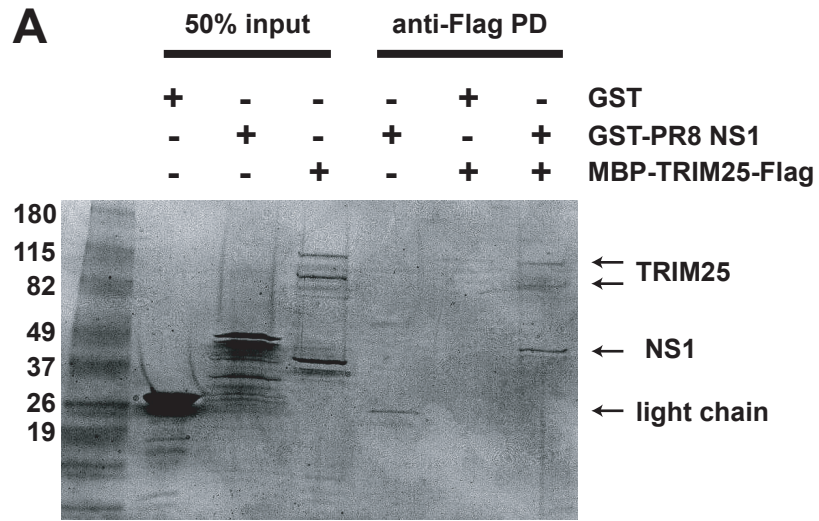 A
50% input anti-Flag PD
+ - - - + - GST
- + - + - + GST-PR8 NS1
- - + - + + MBP-TRIM25-Flag
180
115
82
49
37
26
19
TRIM25
NS1
light chain